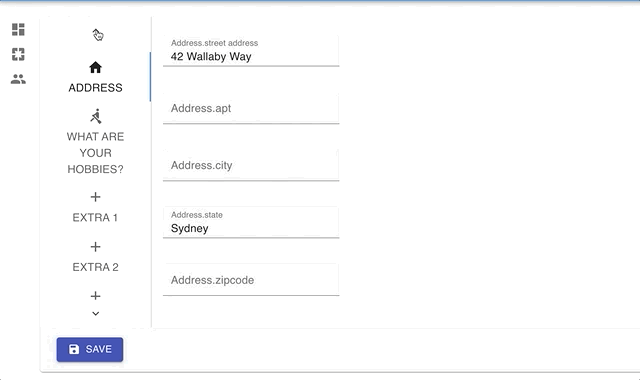 ADDRESS
WHAT ARE
YOUR
HOBBIES?
EXTRA 1
EXTRA 2
Address.street address
42 Wallaby Way
Address.apt
Address.city
Address.state
Sydney
Address.zipcode
SAVE